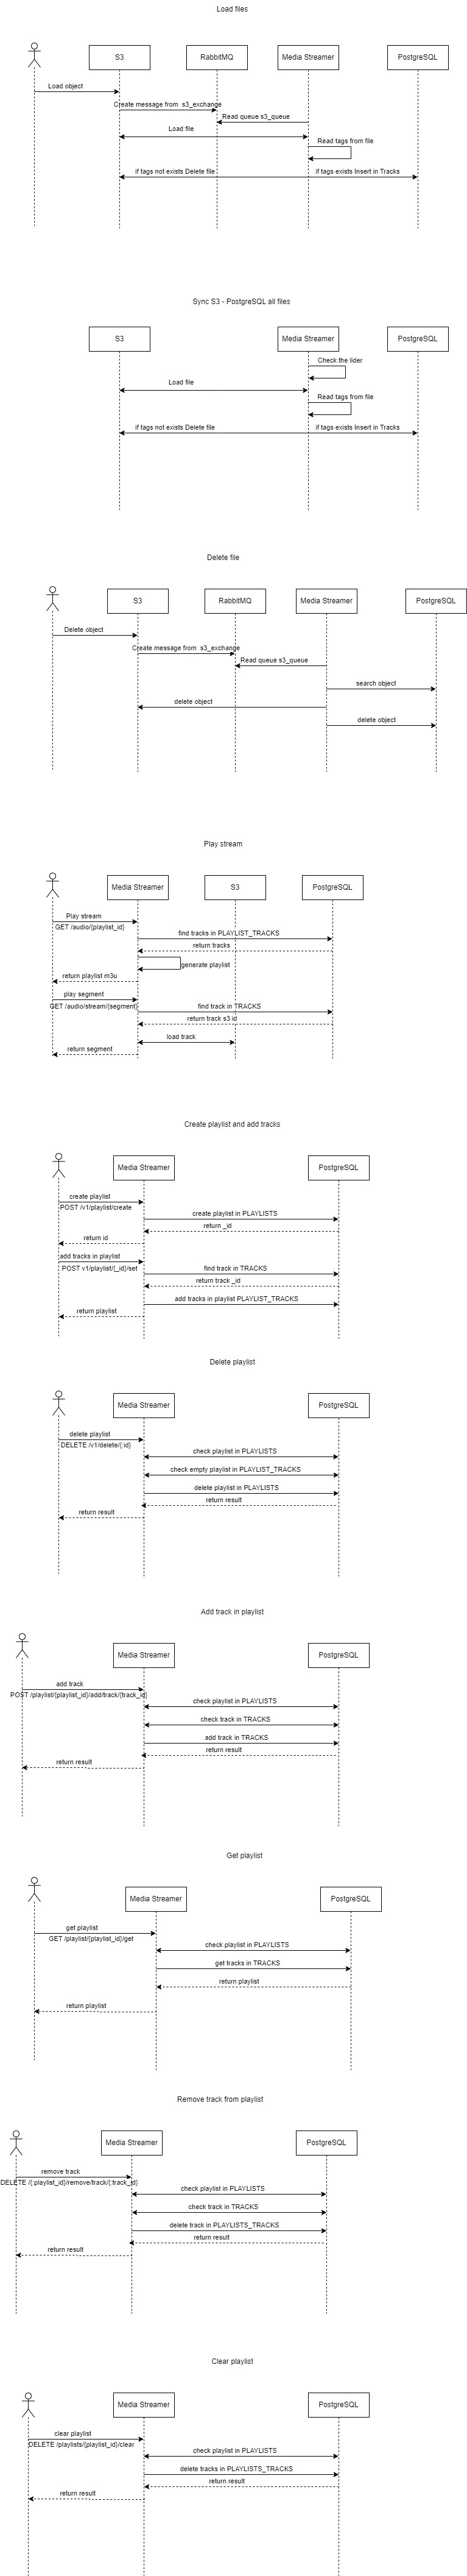 Load files
S3
RabbitMQ
Media Streamer
PostgreSQL
Load object
Create message from s3_exchange
Read queue s3_queue
Load file
Read tags from file
if tags not exists Delete file
if tags exists Insert in Tracks
Sync S3 - PostgreSQL all files
S3
Media Streamer
PostgreSQL
Check the lider
Load file
Read tags from file
if tags not exists Delete file
if tags exists Insert in Tracks
Delete file
S3
RabbitMQ
Media Streamer
PostgreSQL
Delete object
Create message from s3_exchange
Read queue s3_queue
search object
delete object
delete object
Play stream
Media Streamer
S3
PostgreSQL
Play stream
GET /audio/{playlist_id}
find tracks in PLAYLIST_TRACKS
return tracks
generate playlist
return playlist m3u
play segment
GET /audio/stream/{segment}
find track in TRACKS
return track s3 id
load track
return segment
Create playlist and add tracks
Media Streamer
PostgreSQL
create playlist
POST /v1/playlist/create
create playlist in PLAYLISTS
return _id
return id
add tracks in playlist
POST v1/playlist/{_id}/set
find track in TRACKS
return track _id
add tracks in playlist PLAYLIST_TRACKS
return playlist
Delete playlist
Media Streamer
PostgreSQL
delete playlist
DELETE /v1/delete/{:id}
check playlist in PLAYLISTS
check empty playlist in PLAYLIST_TRACKS
delete playlist in PLAYLISTS
return result
return result
Add track in playlist
Media Streamer
PostgreSQL
add track
POST /playlist/{playlist_id}/add/track/{track_id}
check playlist in PLAYLISTS
check track in TRACKS
add track in TRACKS
return result
return result
Get playlist
Media Streamer
PostgreSQL
get playlist
GET /playlist/{playlist_id}/get
check playlist in PLAYLISTS
get tracks in TRACKS
return playlist
return playlist
Remove track from playlist
Media Streamer
PostgreSQL
remove track
DELETE /{:playlist_id}/remove/track/{:track_id}
check playlist in PLAYLISTS
check track in TRACKS
delete track in PLAYLISTS_TRACKS
return result
return result
Clear playlist
Media Streamer
PostgreSQL
clear playlist
DELETE /playlists/{playlist_id}/clear
check playlist in PLAYLISTS
delete tracks in PLAYLISTS_TRACKS
return result
return result